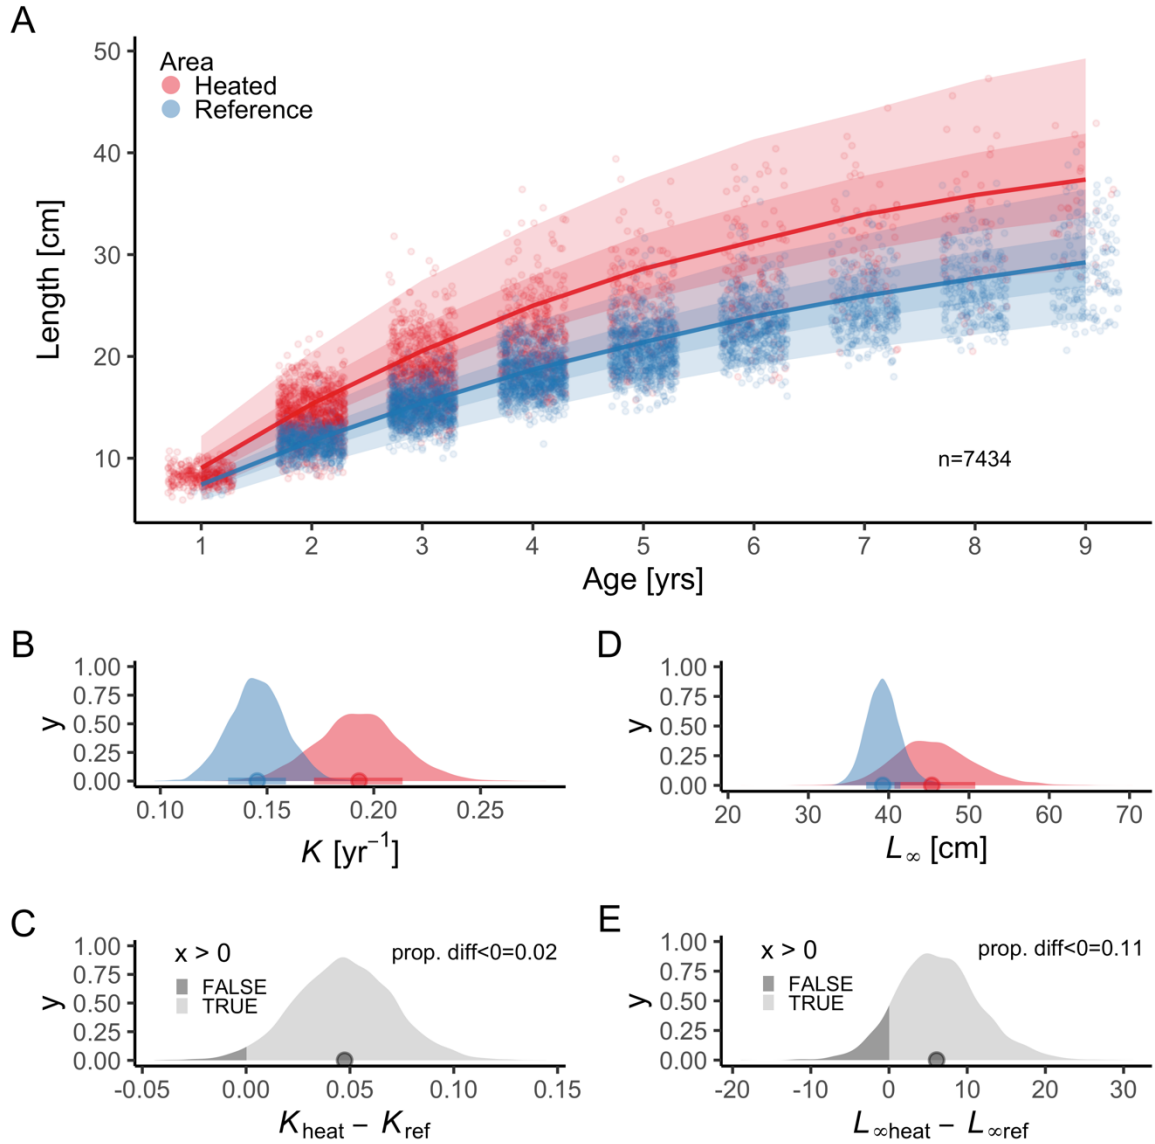 A
50
40
30
20
10
Length [cm]
Area
Heated
Reference
n=7434
1 2 3 4 5 6 7 8 9
Age [yrs]
B
1.00
0.75
0.50
0.25
0.00
y
0.10 0.15 0.20 0.25
K [yr⁻¹]
D
1.00
0.75
0.50
0.25
0.00
y
20 30 40 50 60 70
L∞ [cm]
C
1.00
0.75
0.50
0.25
0.00
y
x > 0
FALSE
TRUE
prop. diff<0=0.02
-0.05 0.00 0.05 0.10 0.15
Kheat − Kref
E
1.00
0.75
0.50
0.25
0.00
y
x > 0
FALSE
TRUE
prop. diff<0=0.11
-20 -10 0 10 20 30
L∞heat − L∞ref